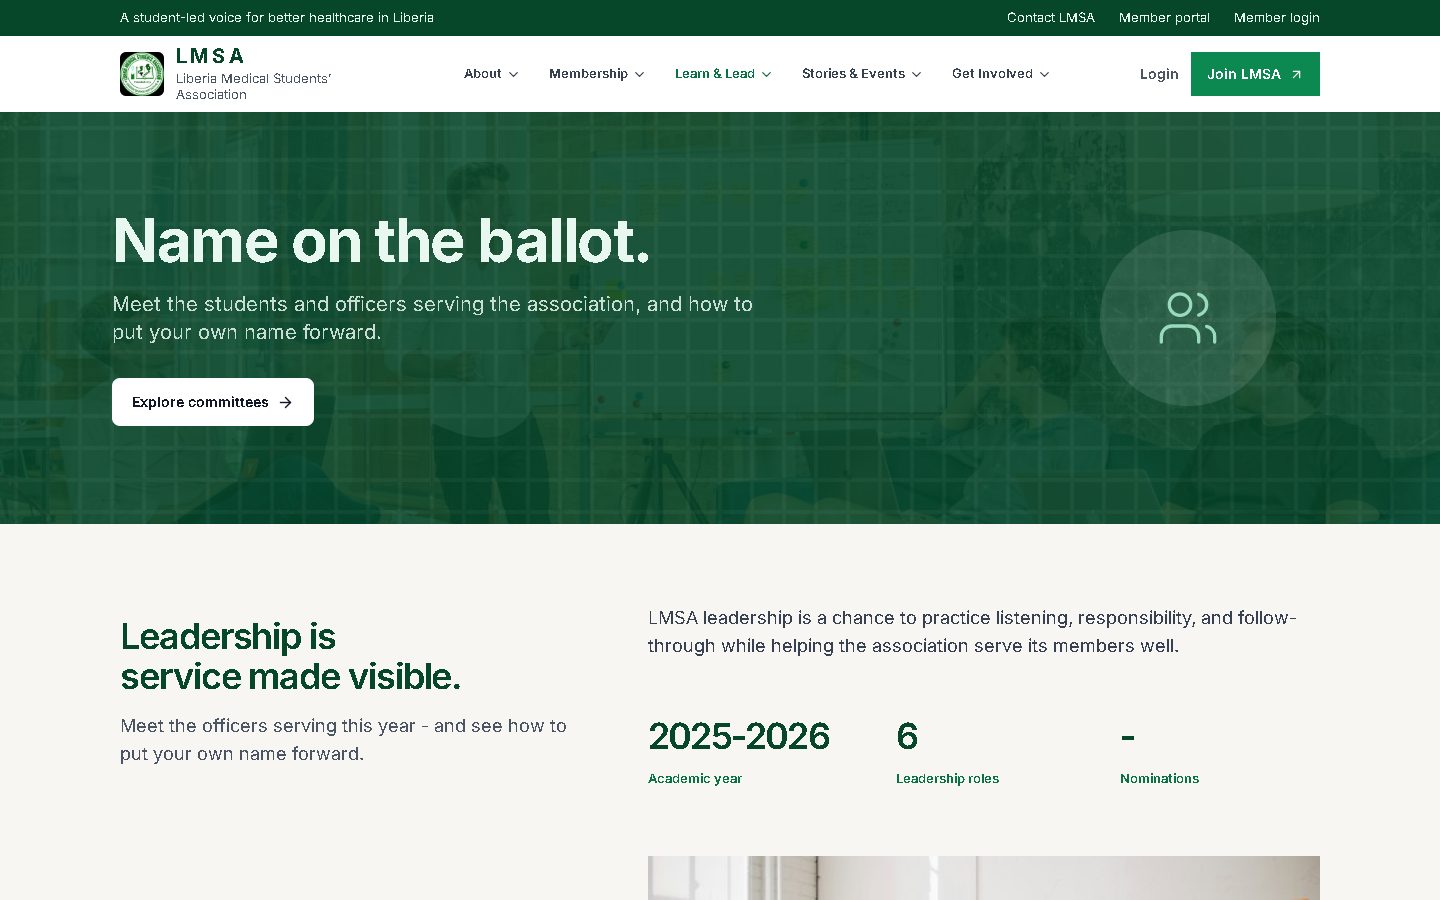 A student-led voice for better healthcare in Liberia
Contact LMSA
Member portal
Member login
LMSA
Liberia Medical Students'
Association
About
Membership
Learn & Lead
Stories & Events
Get Involved
Login
Join LMSA
Name on the ballot.
Meet the students and officers serving the association, and how to
put your own name forward.
Explore committees
Leadership is
service made visible.
Meet the officers serving this year - and see how to
put your own name forward.
LMSA leadership is a chance to practice listening, responsibility, and follow-
through while helping the association serve its members well.
2025-2026
Academic year
6
Leadership roles
-
Nominations